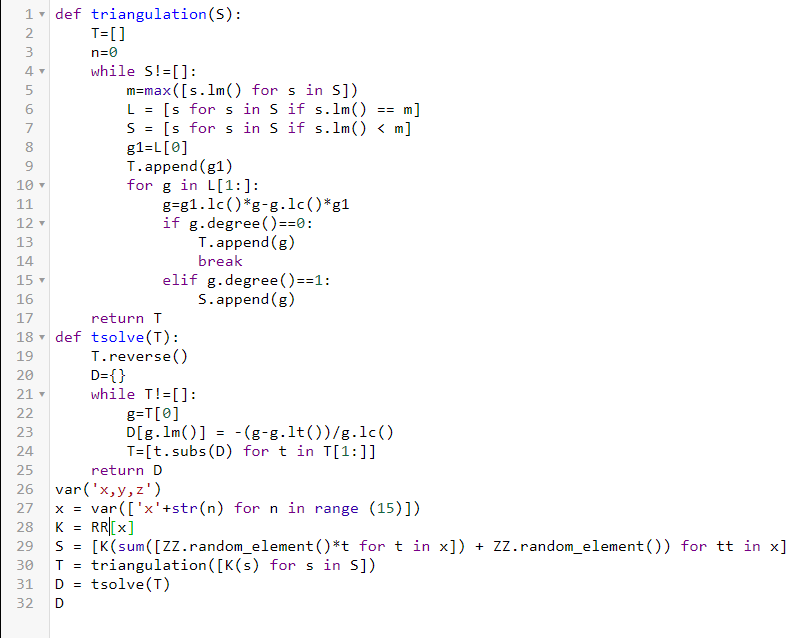 1 def triangulation(S):
2     T=[]
3     n=0
4     while S!=[]:
5         m=max([s.lm() for s in S])
6         L = [s for s in S if s.lm() == m]
7         S = [s for s in S if s.lm() < m]
8         g1=L[0]
9         T.append(g1)
10         for g in L[1:]:
11             g=g1.lc()*g-g.lc()*g1
12             if g.degree()==0:
13                 T.append(g)
14                 break
15             elif g.degree()==1:
16                 S.append(g)
17     return T
18 def tsolve(T):
19     T.reverse()
20     D={}
21     while T!=[]:
22         g=T[0]
23         D[g.lm()] = -(g-g.lt())/g.lc()
24         T=[t.subs(D) for t in T[1:]]
25     return D
26 var('x,y,z')
27 x = var(['x'+str(n) for n in range (15)])
28 K = RR[x]
29 S = [K(sum([ZZ.random_element()*t for t in x]) + ZZ.random_element()) for tt in x]
30 T = triangulation([K(s) for s in S])
31 D = tsolve(T)
32 D